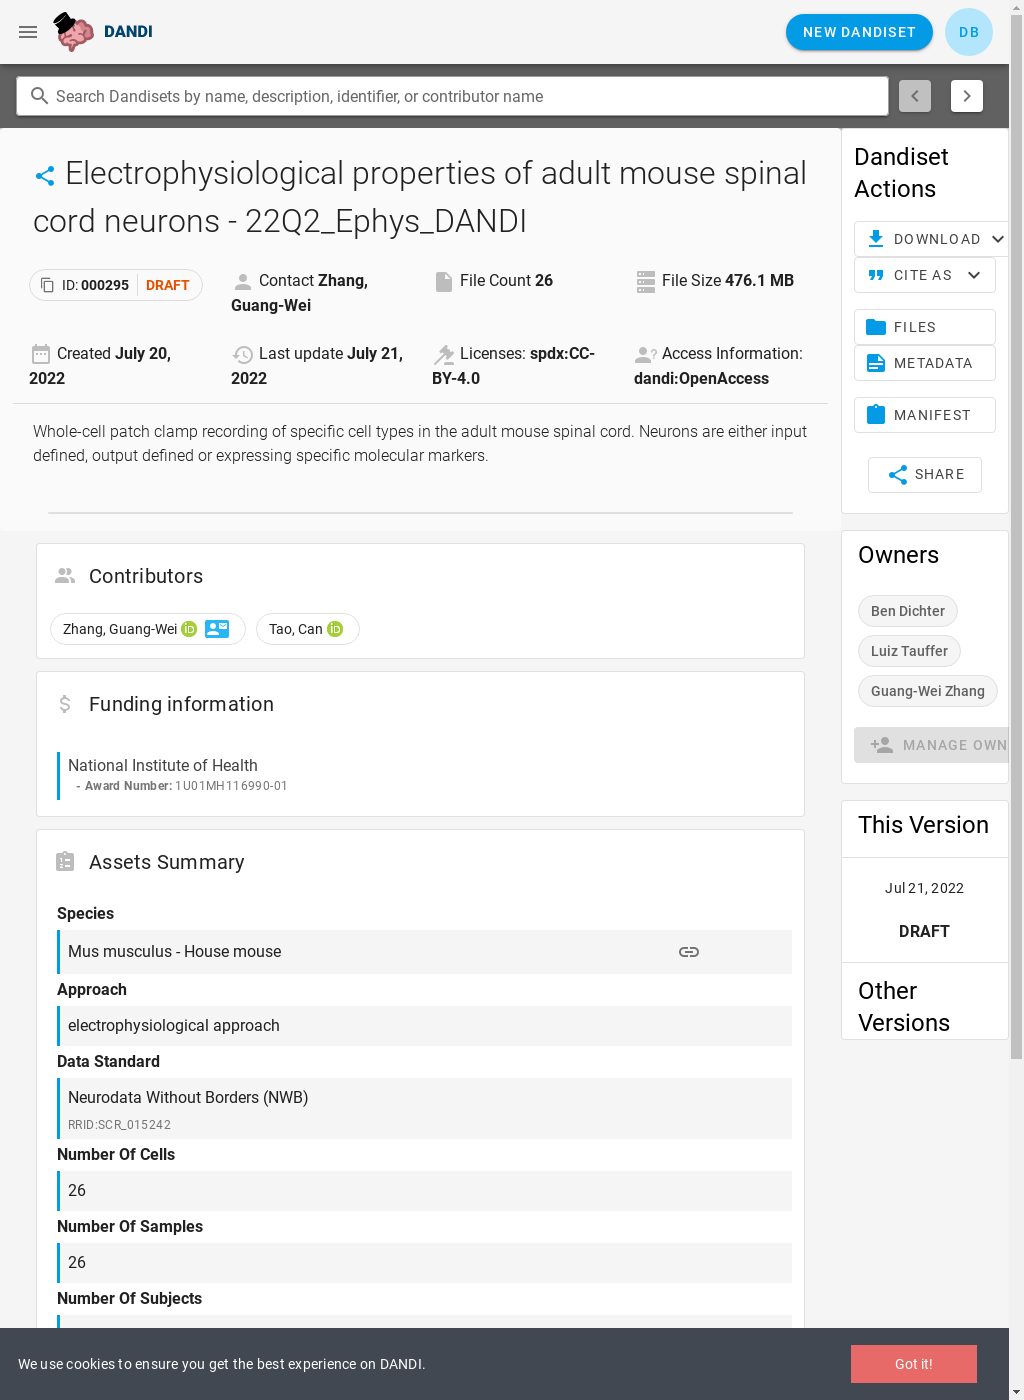 DANDI
NEW DANDISET
DB
Search Dandisets by name, description, identifier, or contributor name
Electrophysiological properties of adult mouse spinal
cord neurons - 22Q2_Ephys_DANDI
ID: 000295 DRAFT
Contact Zhang,
Guang-Wei
File Count 26
File Size 476.1 MB
Created July 20,
2022
Last update July 21,
2022
Licenses: spdx:CC-
BY-4.0
Access Information:
dandi:OpenAccess
Whole-cell patch clamp recording of specific cell types in the adult mouse spinal cord. Neurons are either input
defined, output defined or expressing specific molecular markers.
Contributors
Zhang, Guang-Wei iD
Tao, Can iD
Funding information
National Institute of Health
- Award Number: 1U01MH116990-01
Assets Summary
Species
Mus musculus - House mouse
Approach
electrophysiological approach
Data Standard
Neurodata Without Borders (NWB)
RRID:SCR_015242
Number Of Cells
26
Number Of Samples
26
Number Of Subjects
Dandiset
Actions
DOWNLOAD
CITE AS
FILES
METADATA
MANIFEST
SHARE
Owners
Ben Dichter
Luiz Tauffer
Guang-Wei Zhang
MANAGE OWN
This Version
Jul 21, 2022
DRAFT
Other
Versions
We use cookies to ensure you get the best experience on DANDI.
Got it!